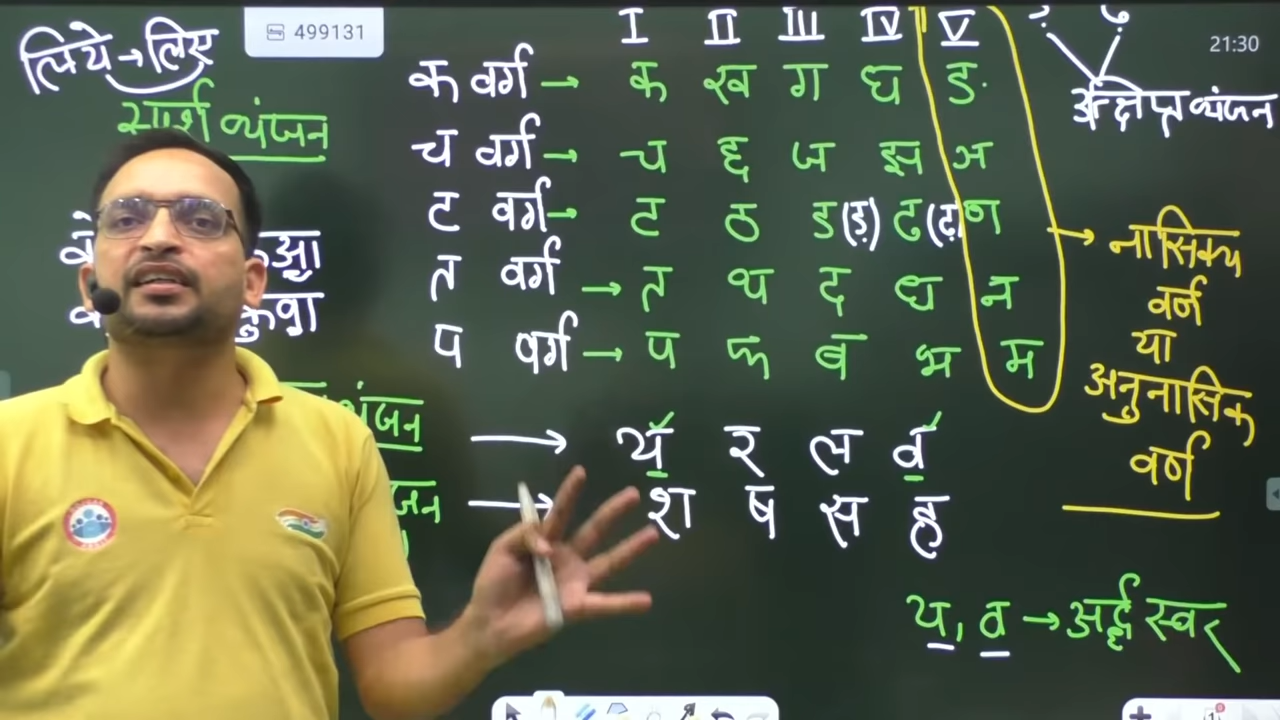 लिये → लिए
499131
21:30
I II III IV V
स्पर्श व्यंजन
क वर्ग → क ख ग घ ङ
च वर्ग → च छ ज झ ञ
ट वर्ग → ट ठ ड (ड़) ढ (ढ़) ण
त वर्ग → त थ द ध न
प वर्ग → प फ ब भ म
→ य र ल व
→ श ष स ह
व्यंजन
→ नासिक्य
वर्ण
या
अनुनासिक
वर्ण
य, व → अर्द्ध स्वर